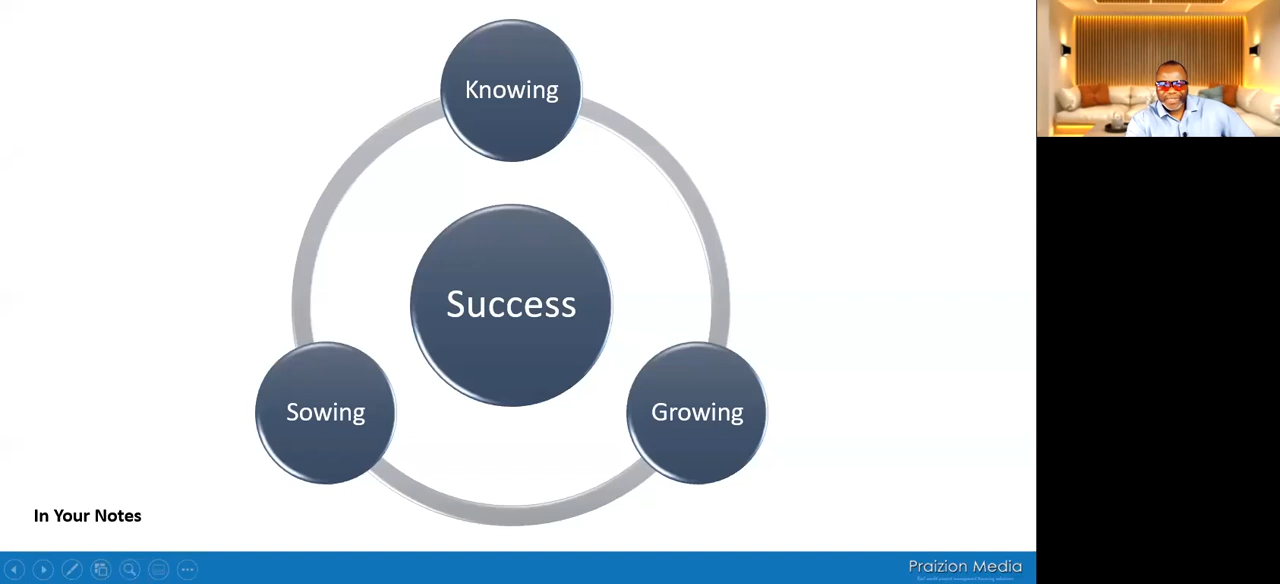 Knowing
Success
Sowing
Growing
In Your Notes
Praizion Media